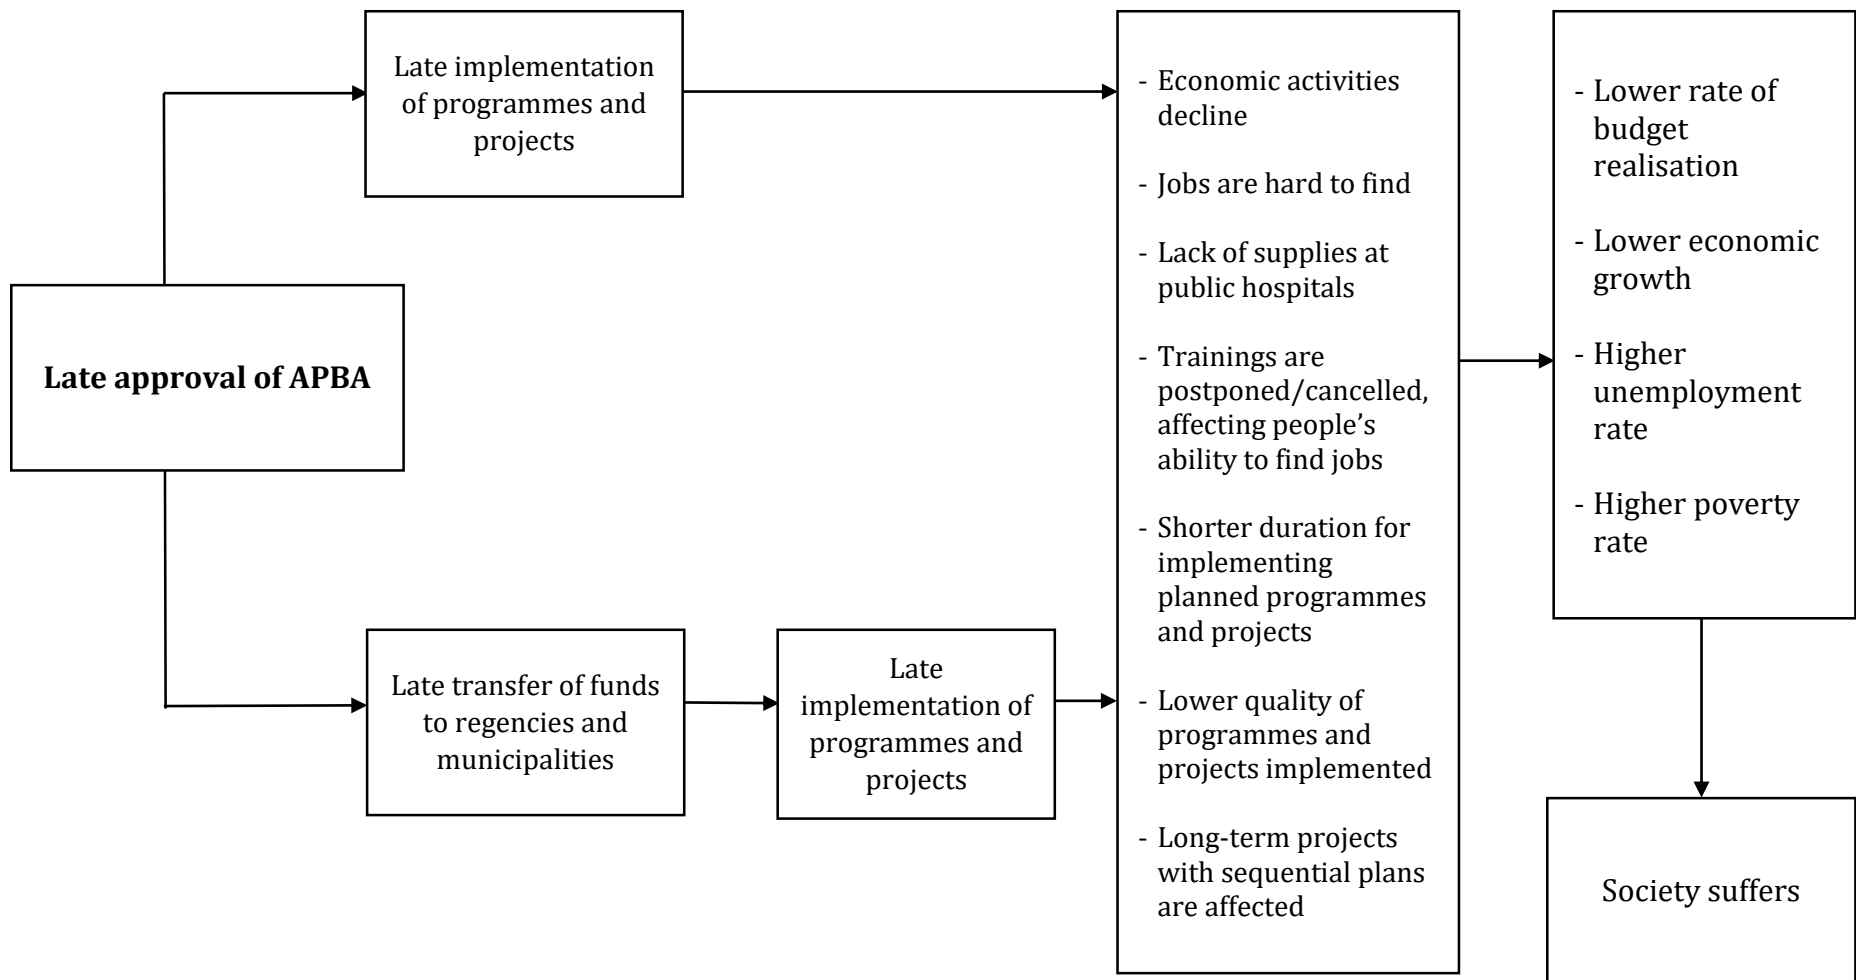 Late implementation
of programmes and
projects
Late approval of APBA
Late transfer of funds
to regencies and
municipalities
Late
implementation of
programmes and
projects
- Economic activities
decline
- Jobs are hard to find
- Lack of supplies at
public hospitals
- Trainings are
postponed/cancelled,
affecting people’s
ability to find jobs
- Shorter duration for
implementing
planned programmes
and projects
- Lower quality of
programmes and
projects implemented
- Long-term projects
with sequential plans
are affected
- Lower rate of
budget
realisation
- Lower economic
growth
- Higher
unemployment
rate
- Higher poverty
rate
Society suffers